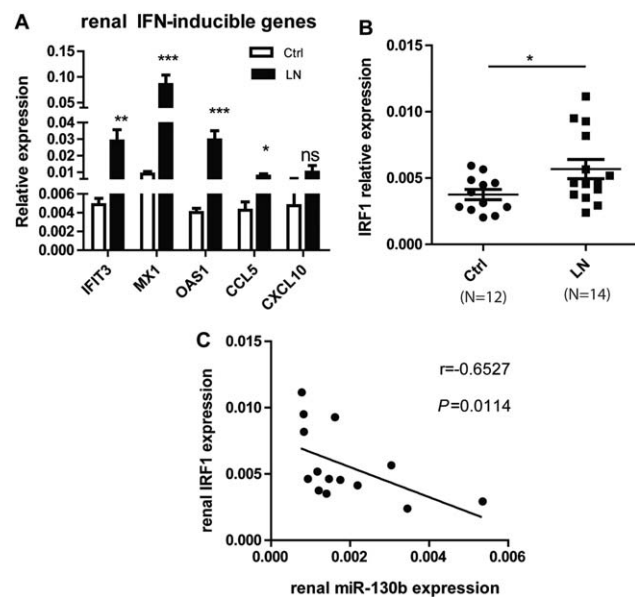 A
renal IFN-inducible genes
Relative expression
0.15
0.10
0.05
0.03
0.02
0.01
0.006
0.004
0.002
0.000
Ctrl
LN
**
***
***
*
ns
IFIT3
MX1
OAS1
CCL5
CXCL10
B
IRF1 relative expression
0.015
0.010
0.005
0.000
*
Ctrl
LN
(N=12)
(N=14)
C
renal IRF1 expression
0.015
0.010
0.005
0.000
r=-0.6527
P=0.0114
0.000
0.002
0.004
0.006
renal miR-130b expression